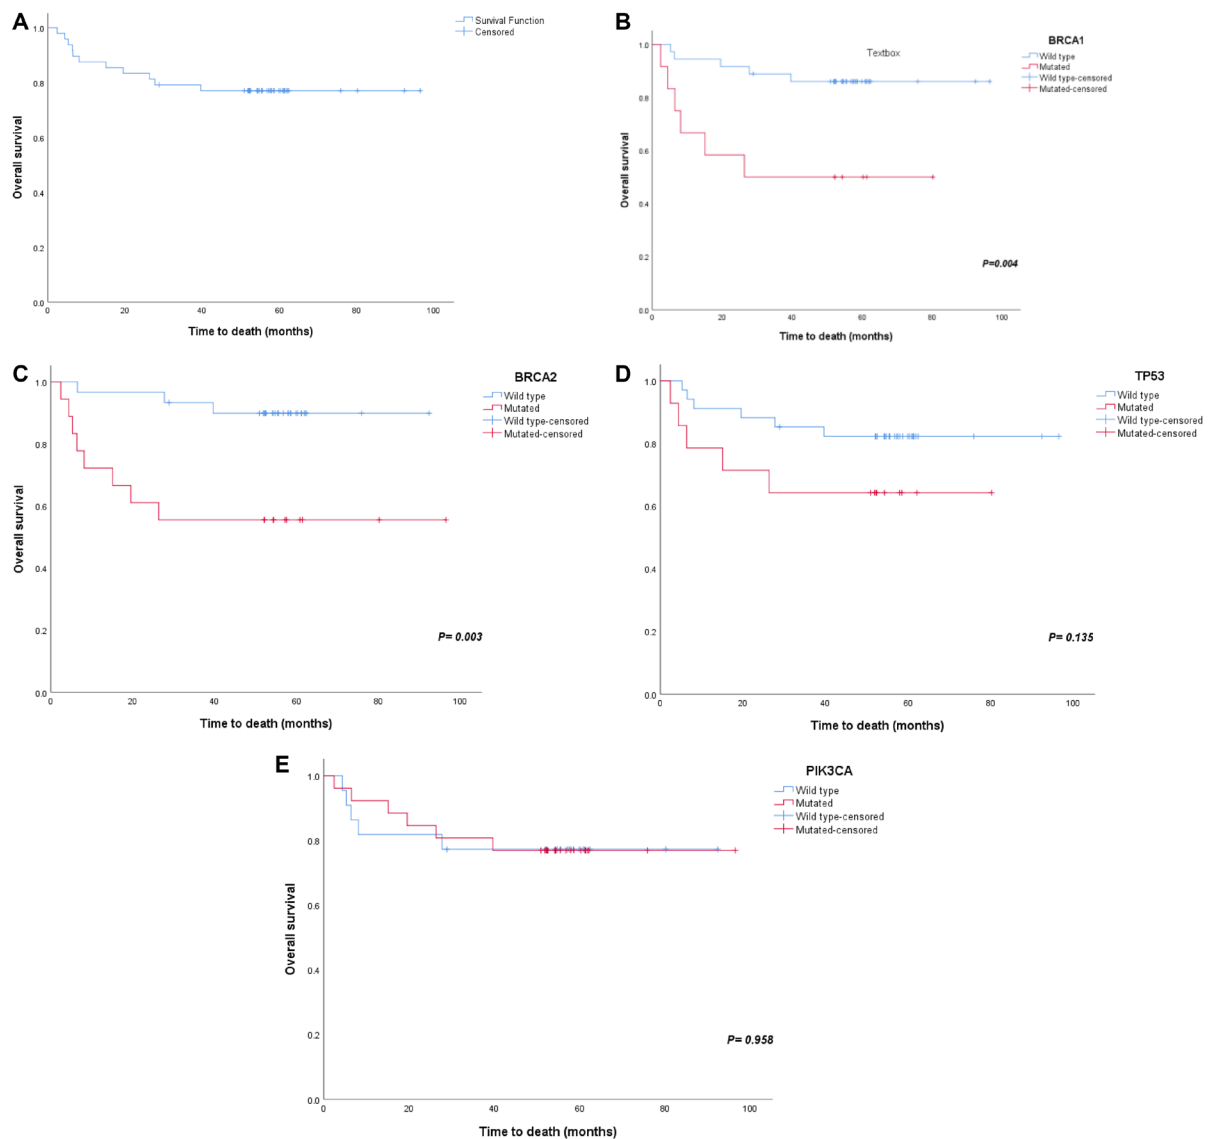 A
Survival Function
Censored
1.0
0.8
0.6
0.4
0.2
0.0
0 20 40 60 80 100
Overall survival
Time to death (months)
B
BRCA1
Textbox
Wild type
Mutated
Wild type-censored
Mutated-censored
1.0
0.8
0.6
0.4
0.2
0.0
0 20 40 60 80 100
Overall survival
P=0.004
Time to death (months)
C
BRCA2
Wild type
Mutated
Wild type-censored
Mutated-censored
1.0
0.8
0.6
0.4
0.2
0.0
0 20 40 60 80 100
Overall survival
P= 0.003
Time to death (months)
D
TP53
Wild type
Mutated
Wild type-censored
Mutated-censored
1.0
0.8
0.6
0.4
0.2
0.0
0 20 40 60 80 100
Overall survival
P= 0.135
Time to death (months)
E
PIK3CA
Wild type
Mutated
Wild type-censored
Mutated-censored
1.0
0.8
0.6
0.4
0.2
0.0
0 20 40 60 80 100
Overall survival
P= 0.958
Time to death (months)